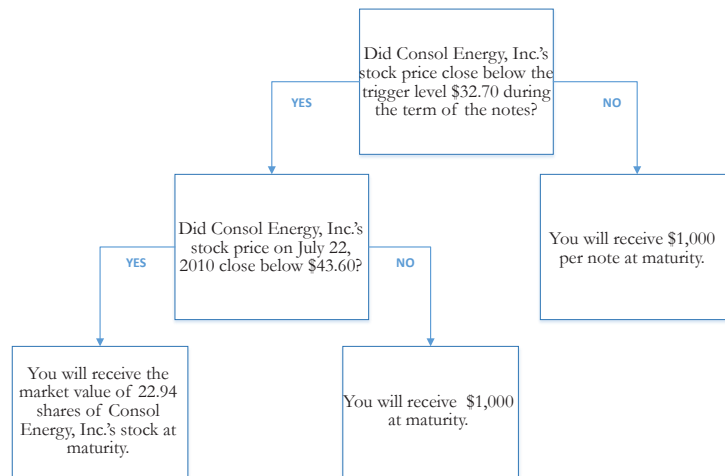 Did Consol Energy, Inc.'s
stock price close below the
trigger level $32.70 during
the term of the notes?
YES
NO
Did Consol Energy, Inc.'s
stock price on July 22,
2010 close below $43.60?
You will receive $1,000
per note at maturity.
YES
NO
You will receive the
market value of 22.94
shares of Consol
Energy, Inc.'s stock at
maturity.
You will receive $1,000
at maturity.